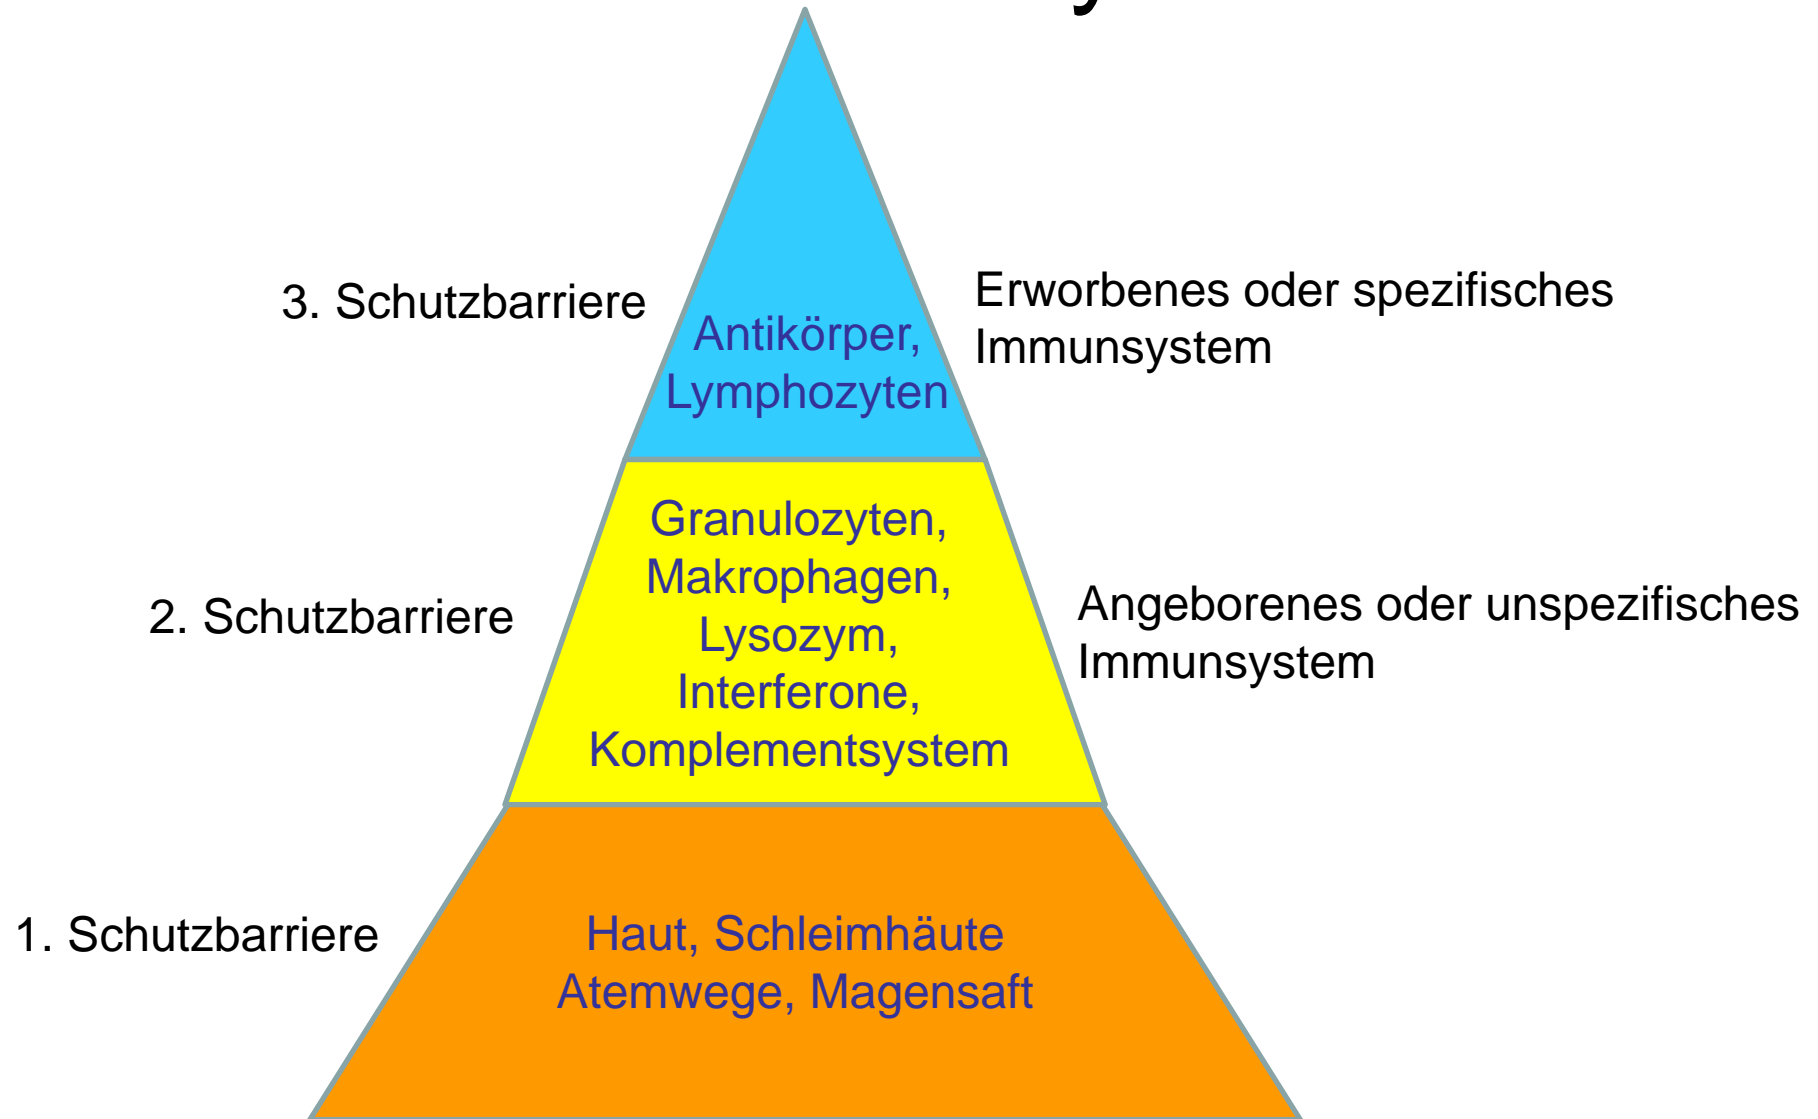 3. Schutzbarriere
Antikörper,
Lymphozyten
Erworbenes oder spezifisches
Immunsystem
2. Schutzbarriere
Granulozyten,
Makrophagen,
Lysozym,
Interferone,
Komplementsystem
Angeborenes oder unspezifisches
Immunsystem
1. Schutzbarriere
Haut, Schleimhäute
Atemwege, Magensaft